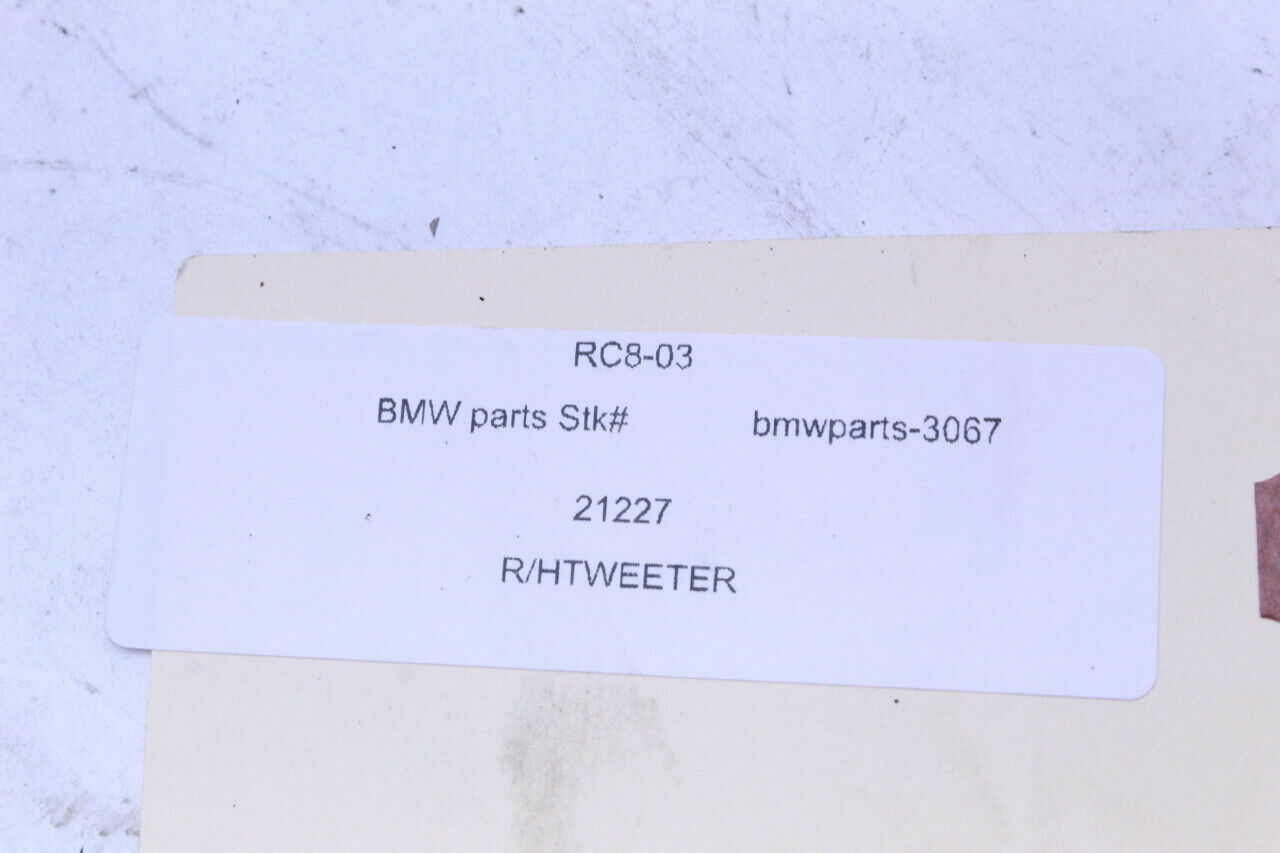 RC8-03
BMW parts Stk# bmwparts-3067
21227
R/HTWEETER